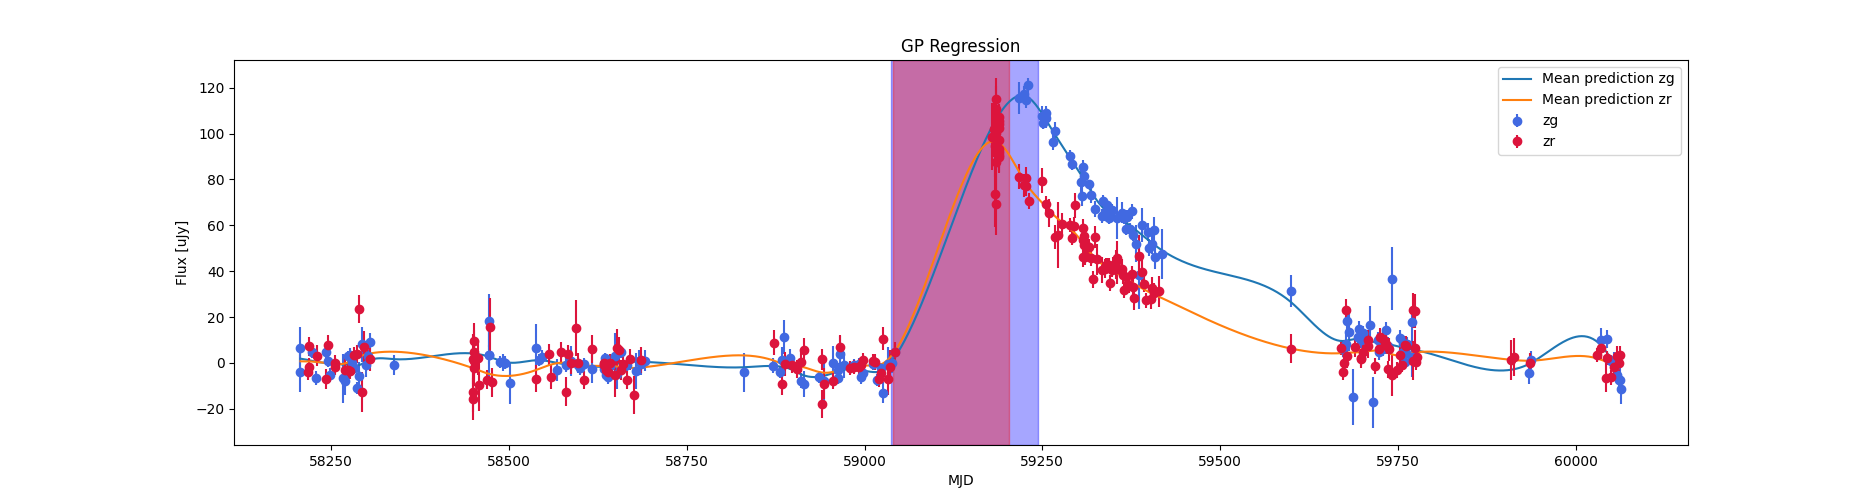 GP Regression
Flux [uJy]
120
100
80
60
40
20
0
−20
58250
58500
58750
59000
59250
59500
59750
60000
MJD
Mean prediction zg
Mean prediction zr
zg
zr